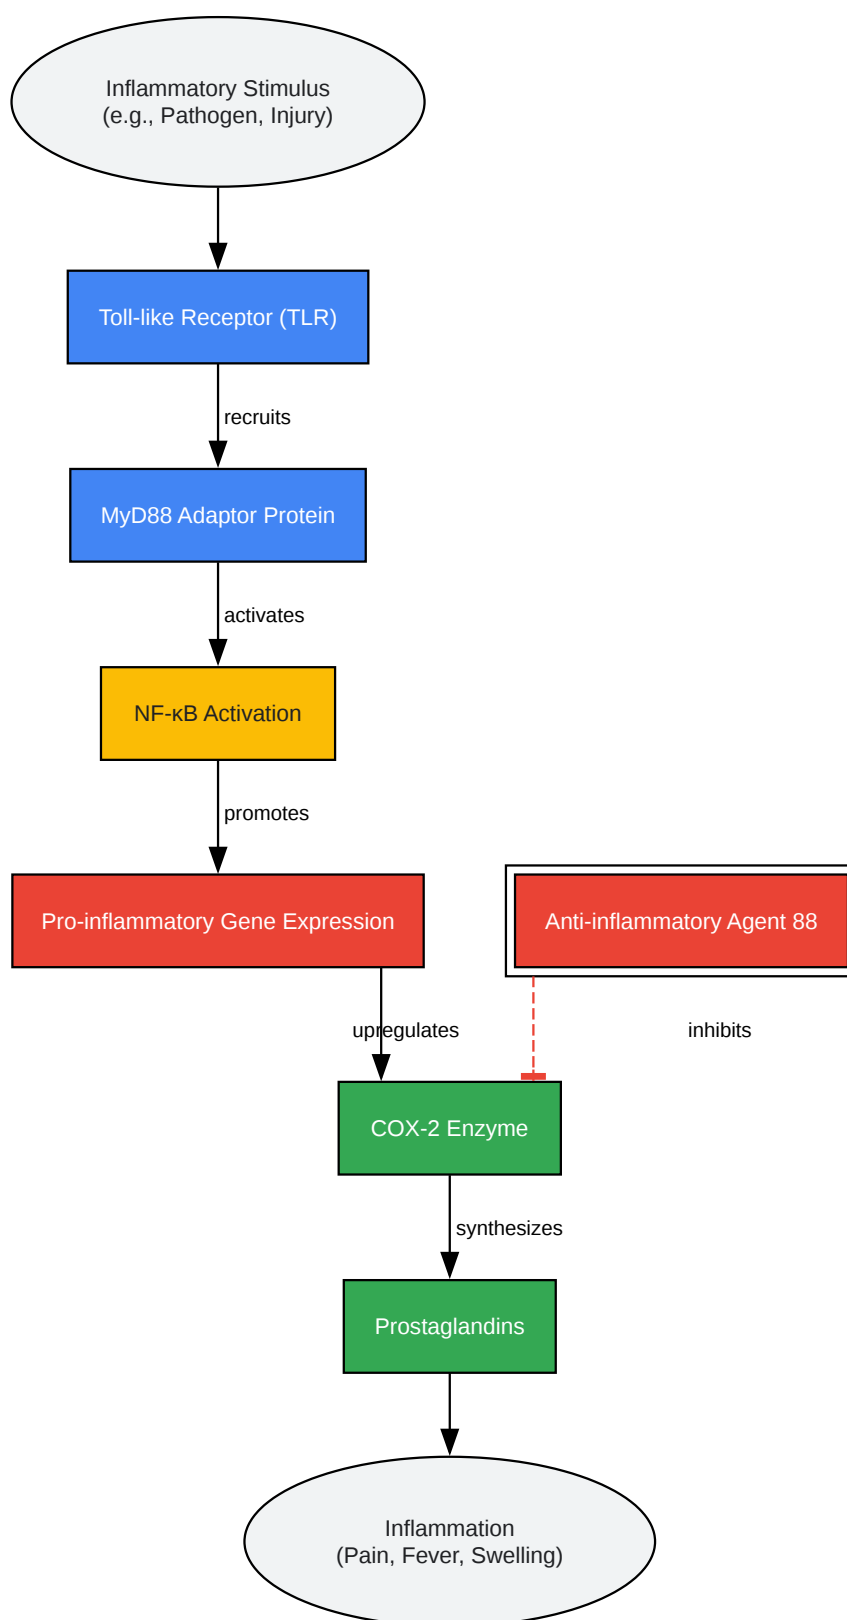 Inflammatory Stimulus
(e.g., Pathogen, Injury)
Toll-like Receptor (TLR)
recruits
MyD88 Adaptor Protein
activates
NF-κB Activation
promotes
Pro-inflammatory Gene Expression
Anti-inflammatory Agent 88
upregulates
inhibits
COX-2 Enzyme
synthesizes
Prostaglandins
Inflammation
(Pain, Fever, Swelling)